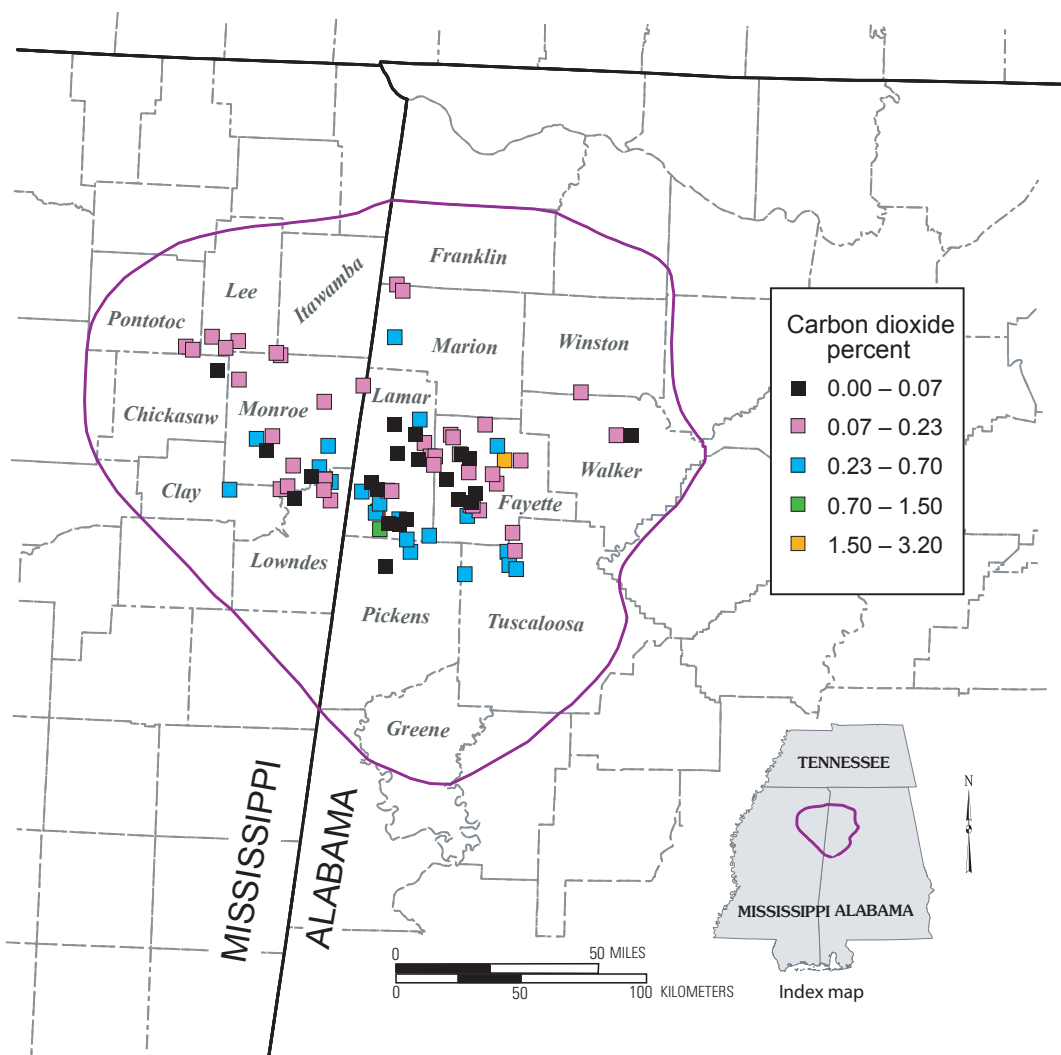 Franklin
Lee
Itawamba
Pontotoc
Marion
Winston
Lamar
Chickasaw
Monroe
Walker
Clay
Fayette
Lowndes
Pickens
Tuscaloosa
Greene
MISSISSIPPI
ALABAMA
Carbon dioxide
percent
0.00 – 0.07
0.07 – 0.23
0.23 – 0.70
0.70 – 1.50
1.50 – 3.20
0 50 MILES
0 50 100 KILOMETERS
TENNESSEE
MISSISSIPPI ALABAMA
Index map
N